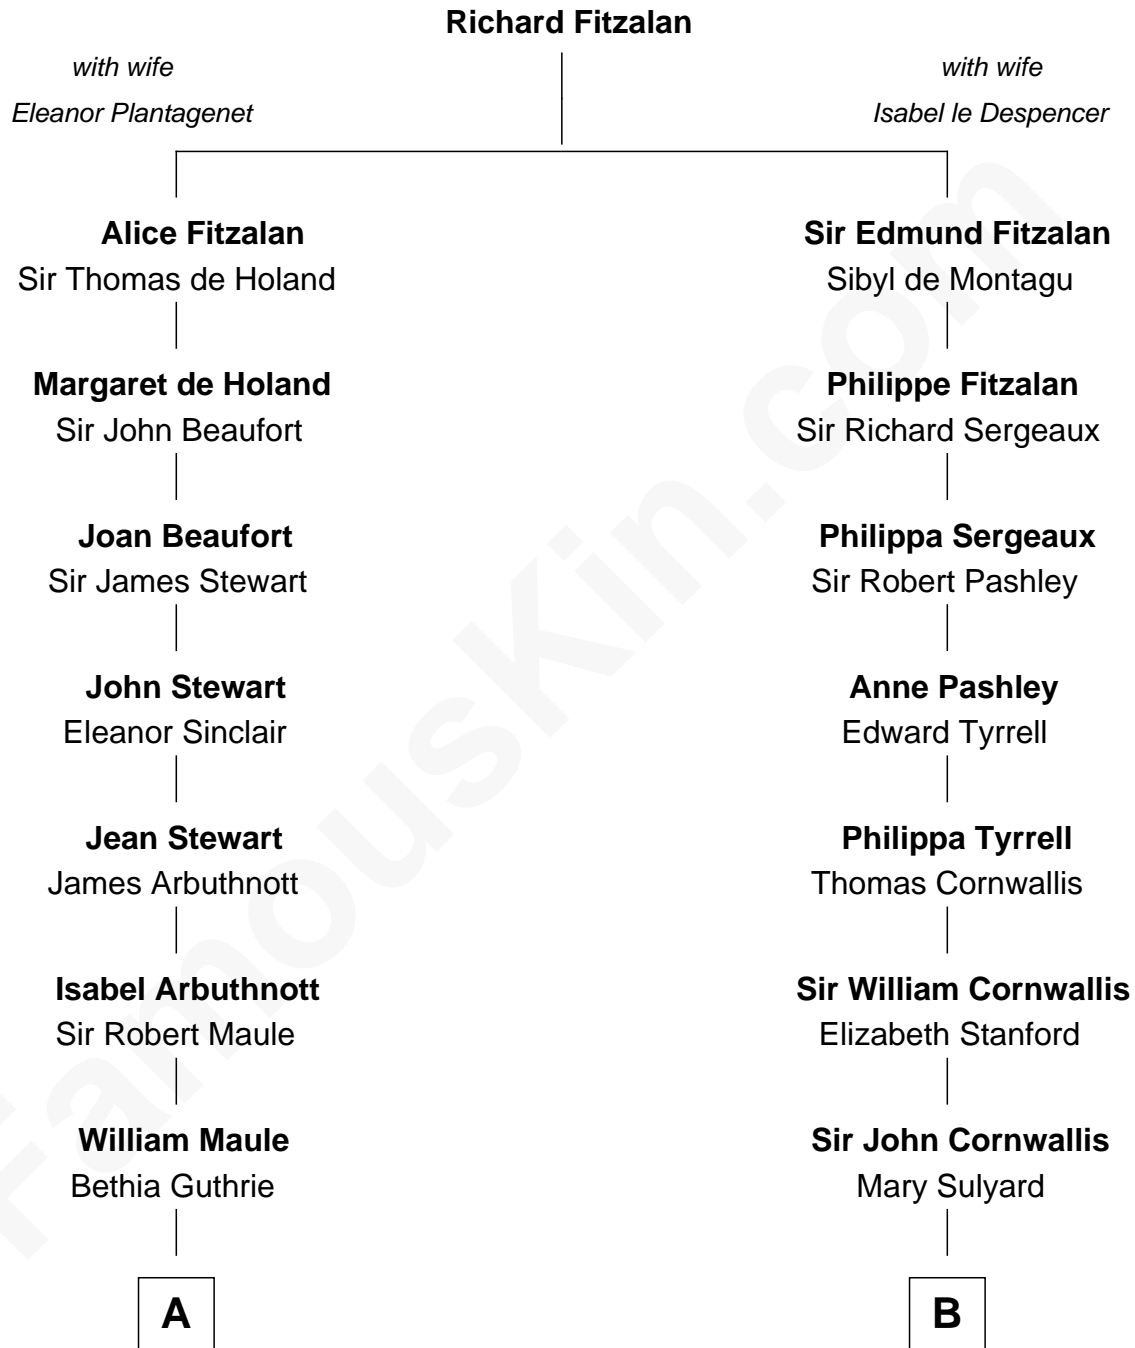 Richard Fitzalan
with wife
Eleanor Plantagenet
with wife
Isabel le Despencer
Alice Fitzalan
Sir Thomas de Holand
Sir Edmund Fitzalan
Sibyl de Montagu
Margaret de Holand
Sir John Beaufort
Philippe Fitzalan
Sir Richard Sergeaux
Joan Beaufort
Sir James Stewart
Philippa Sergeaux
Sir Robert Pashley
John Stewart
Eleanor Sinclair
Anne Pashley
Edward Tyrrell
Jean Stewart
James Arbuthnott
Philippa Tyrrell
Thomas Cornwallis
Isabel Arbuthnott
Sir Robert Maule
Sir William Cornwallis
Elizabeth Stanford
William Maule
Bethia Guthrie
Sir John Cornwallis
Mary Sulyard
A
B
FamousKin.com